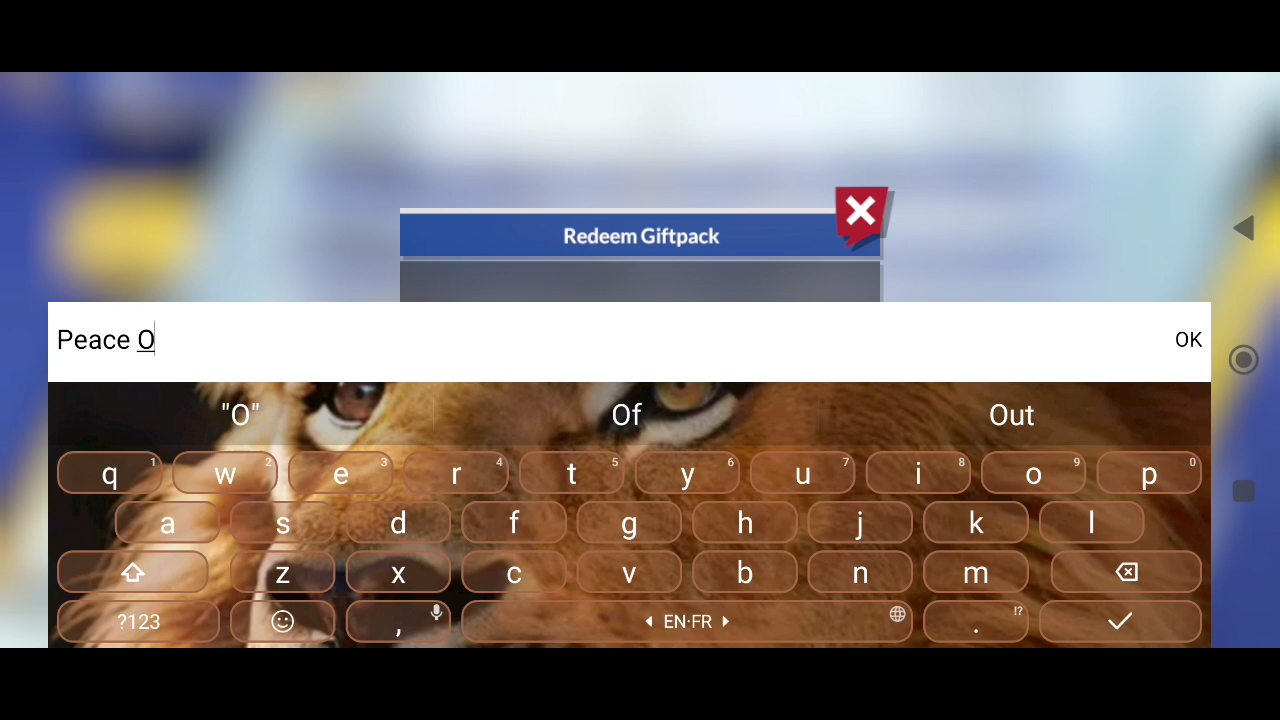 Redeem Giftpack
Peace O
OK
"O" Of Out
q 1 w 2 e 3 r 4 t 5 y 6 u 7 i 8 o 9 p 0
a s d f g h j k l
z x c v b n m
?123 , EN·FR . !?